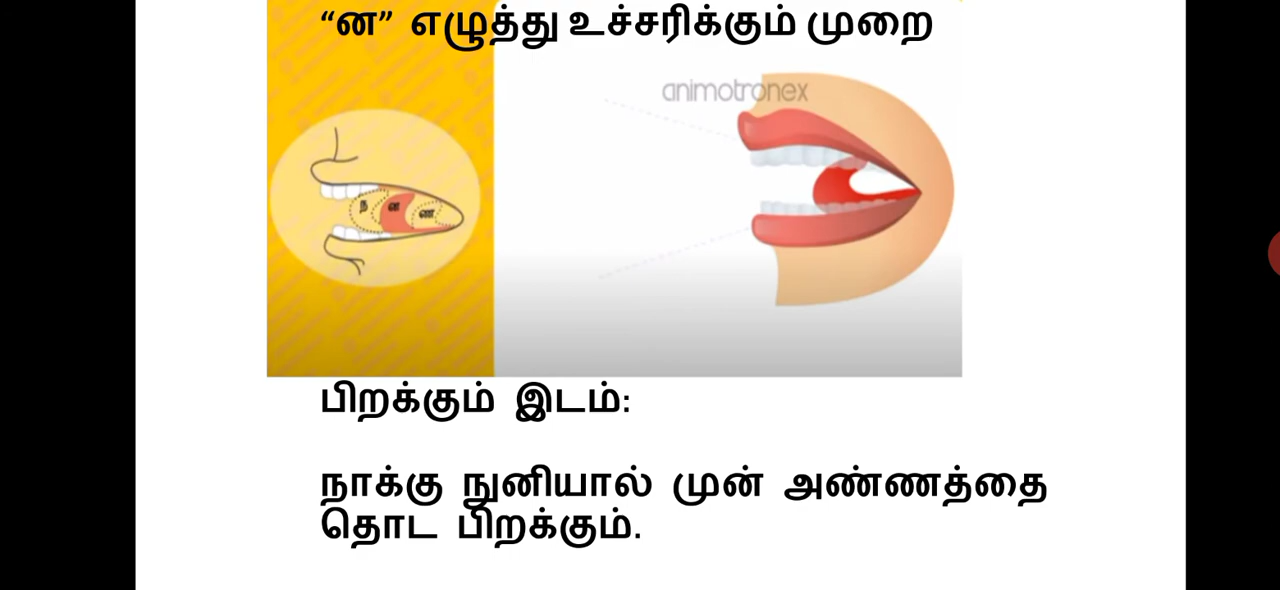 “ன” எழுத்து உச்சரிக்கும் முறை
animotronex
ந ன ண
பிறக்கும் இடம்:
நாக்கு நுனியால் முன் அண்ணத்தை
தொட பிறக்கும்.